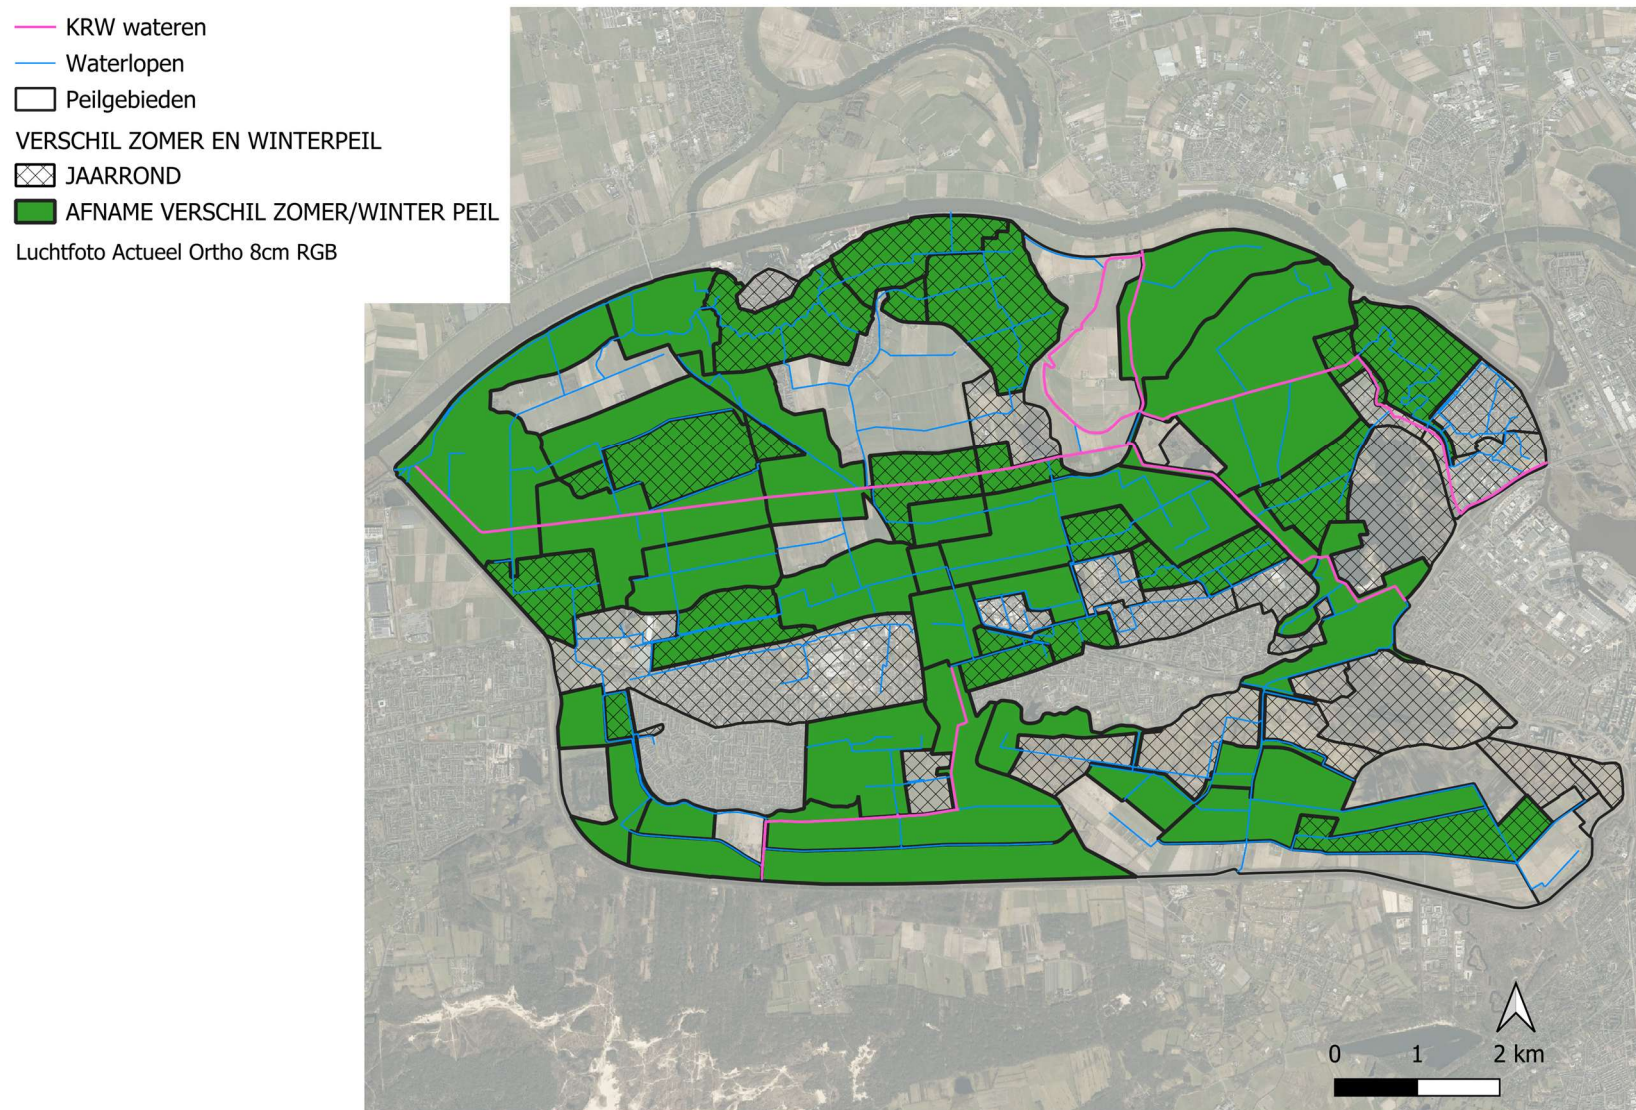 KRW wateren
Waterlopen
Peilgebieden
VERSCHIL ZOMER EN WINTERPEIL
JAARROND
AFNAME VERSCHIL ZOMER/WINTER PEIL
Luchtfoto Actueel Ortho 8cm RGB
0 1 2 km